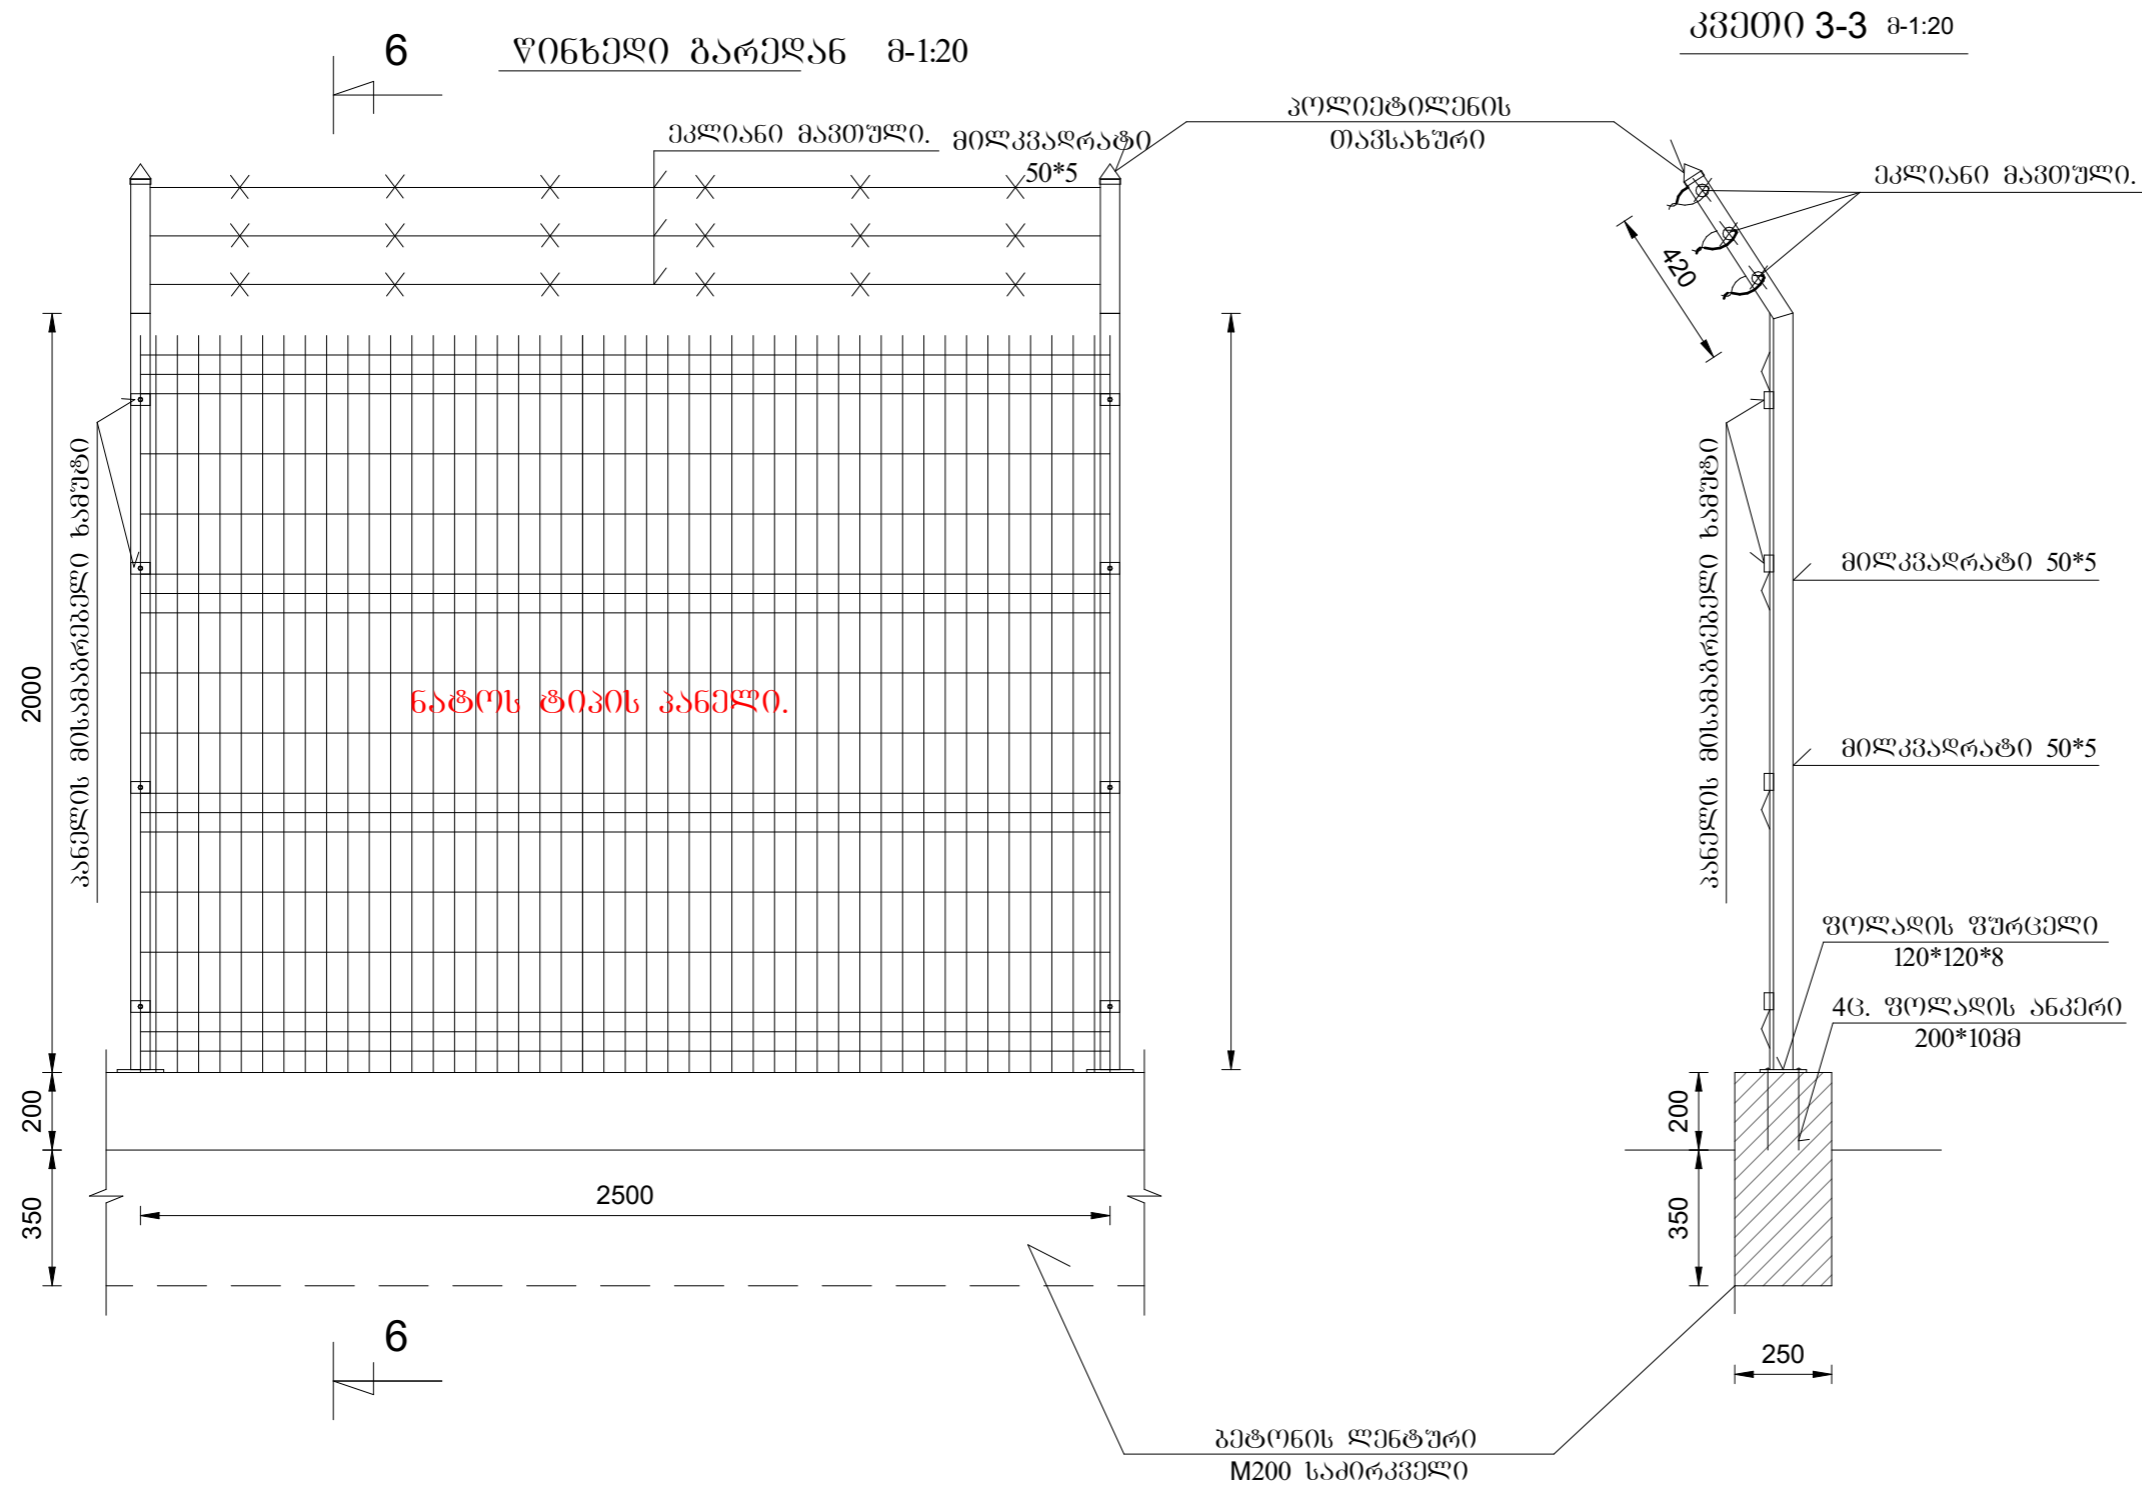 6
წინხედი გარედან მ-1:20
კვეთი 3-3 მ-1:20
ეკლიანი მავთული.
მილკვადრატი
50*5
პოლიეტილენის
თავსახური
ეკლიანი მავთული.
420
2000
პანელის მისამაგრებელი ხამუტი
ნატოს ტიპის პანელი.
პანელის მისამაგრებელი ხამუტი
მილკვადრატი 50*5
მილკვადრატი 50*5
ფოლადის ფურცელი
120*120*8
4ც. ფოლადის ანკერი
200*10მმ
200
350
2500
200
350
250
6
ბეტონის ლენტური
M200 საძირკველი